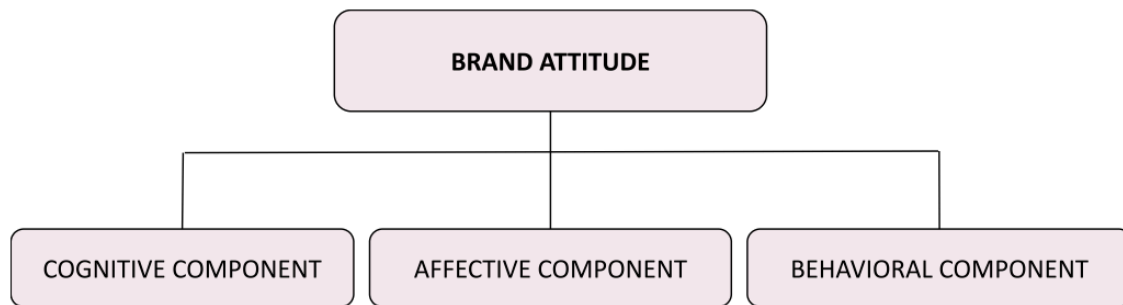 BRAND ATTITUDE
COGNITIVE COMPONENT
AFFECTIVE COMPONENT
BEHAVIORAL COMPONENT